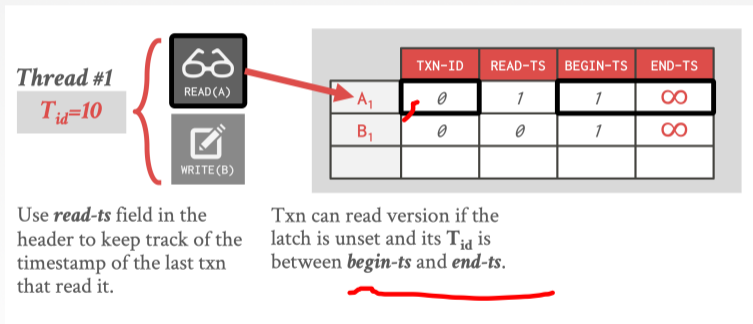 Thread #1
Tid=10
READ(A)
WRITE(B)
TXN-ID READ-TS BEGIN-TS END-TS
A1 0 1 1 ∞
B1 0 0 1 ∞
Use read-ts field in the
header to keep track of the
timestamp of the last txn
that read it.
Txn can read version if the
latch is unset and its Tid is
between begin-ts and end-ts.